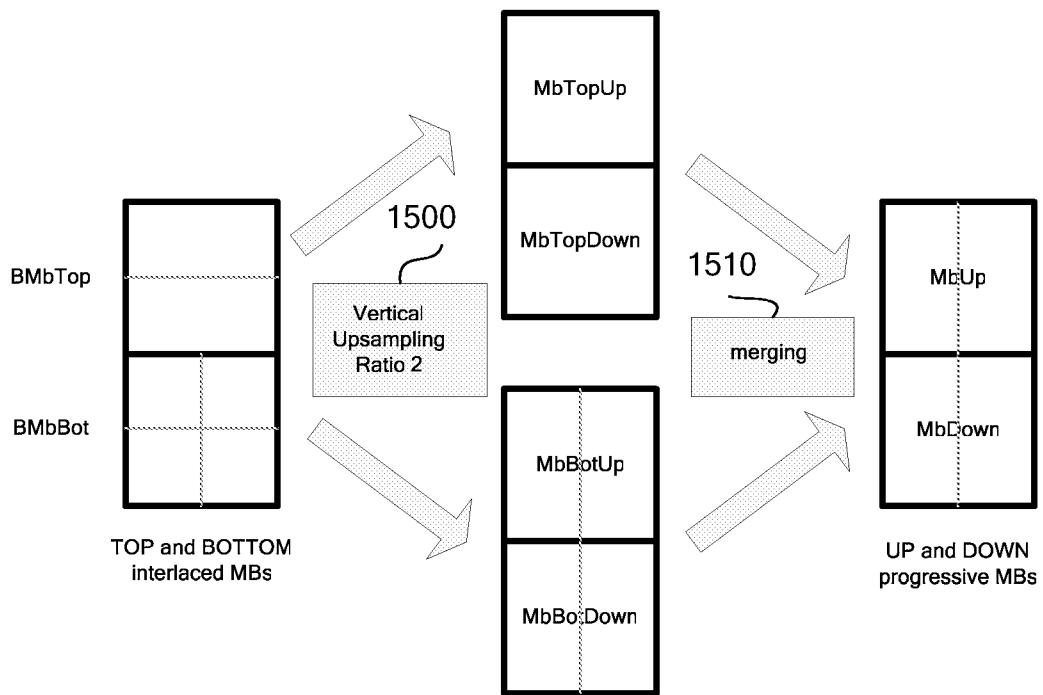 MbTopUp
MbTopDown
1500
BMbTop
Vertical
Upsampling
Ratio 2
BMbBot
TOP and BOTTOM
interlaced MBs
MbBotUp
MbBotDown
1510
merging
MbUp
MbDown
UP and DOWN
progressive MBs